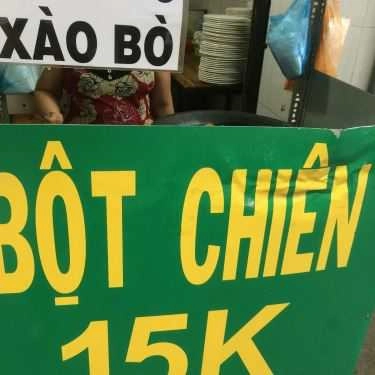 XÀO BÒ
BỘT CHIÊN
15K